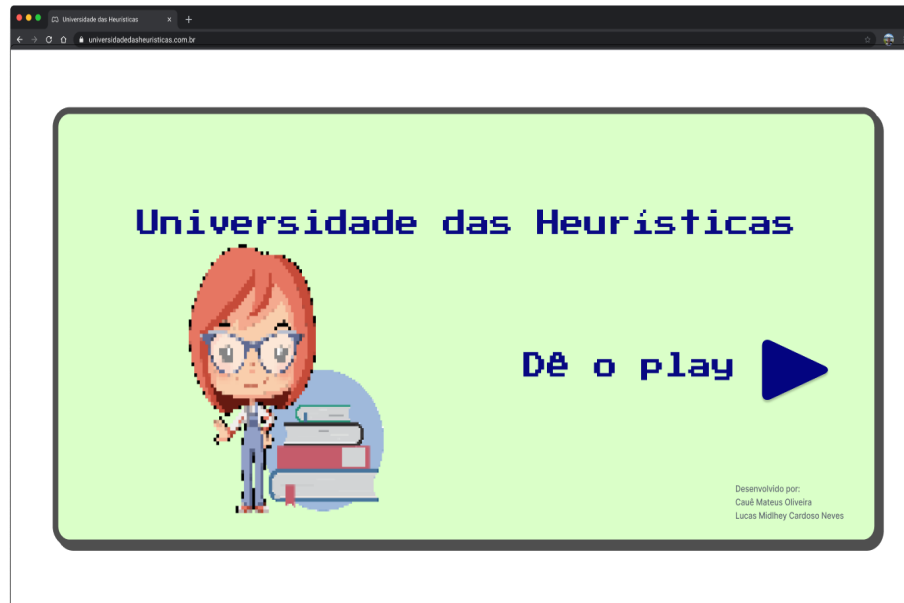 Universidade das Heurísticas
universidadedasheuristicas.com.br
Universidade das Heurísticas
Dê o play
Desenvolvido por:
Cauê Mateus Oliveira
Lucas Midlhey Cardoso Neves